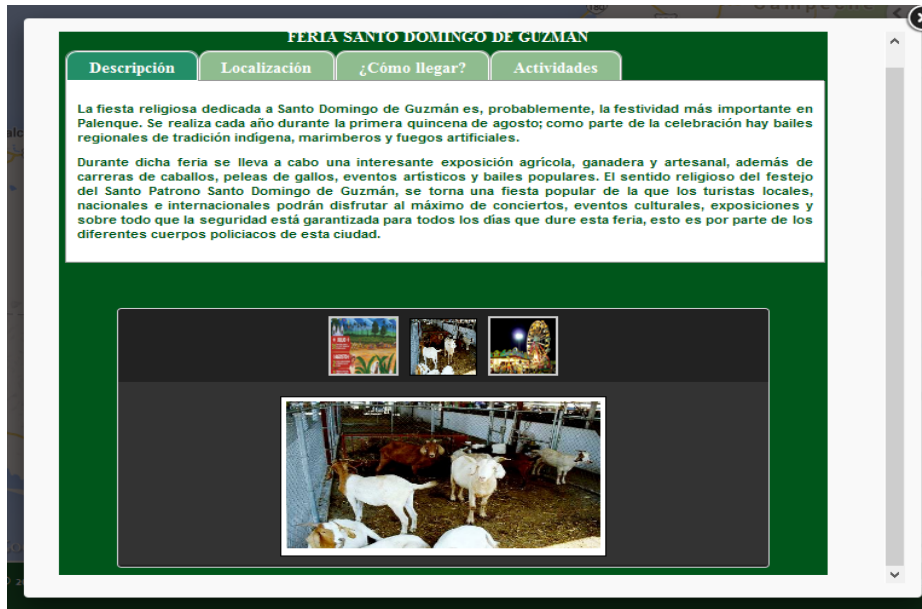 Campeche
FERIA SANTO DOMINGO DE GUZMAN
Descripción
Localización
¿Cómo llegar?
Actividades
La fiesta religiosa dedicada a Santo Domingo de Guzmán es, probablemente, la festividad más importante en
Palenque. Se realiza cada año durante la primera quincena de agosto; como parte de la celebración hay bailes
regionales de tradición indígena, marimberos y fuegos artificiales.
Durante dicha feria se lleva a cabo una interesante exposición agrícola, ganadera y artesanal, además de
carreras de caballos, peleas de gallos, eventos artísticos y bailes populares. El sentido religioso del festejo
del Santo Patrono Santo Domingo de Guzmán, se torna una fiesta popular de la que los turistas locales,
nacionales e internacionales podrán disfrutar al máximo de conciertos, eventos culturales, exposiciones y
sobre todo que la seguridad está garantizada para todos los días que dure esta feria, esto es por parte de los
diferentes cuerpos policiacos de esta ciudad.